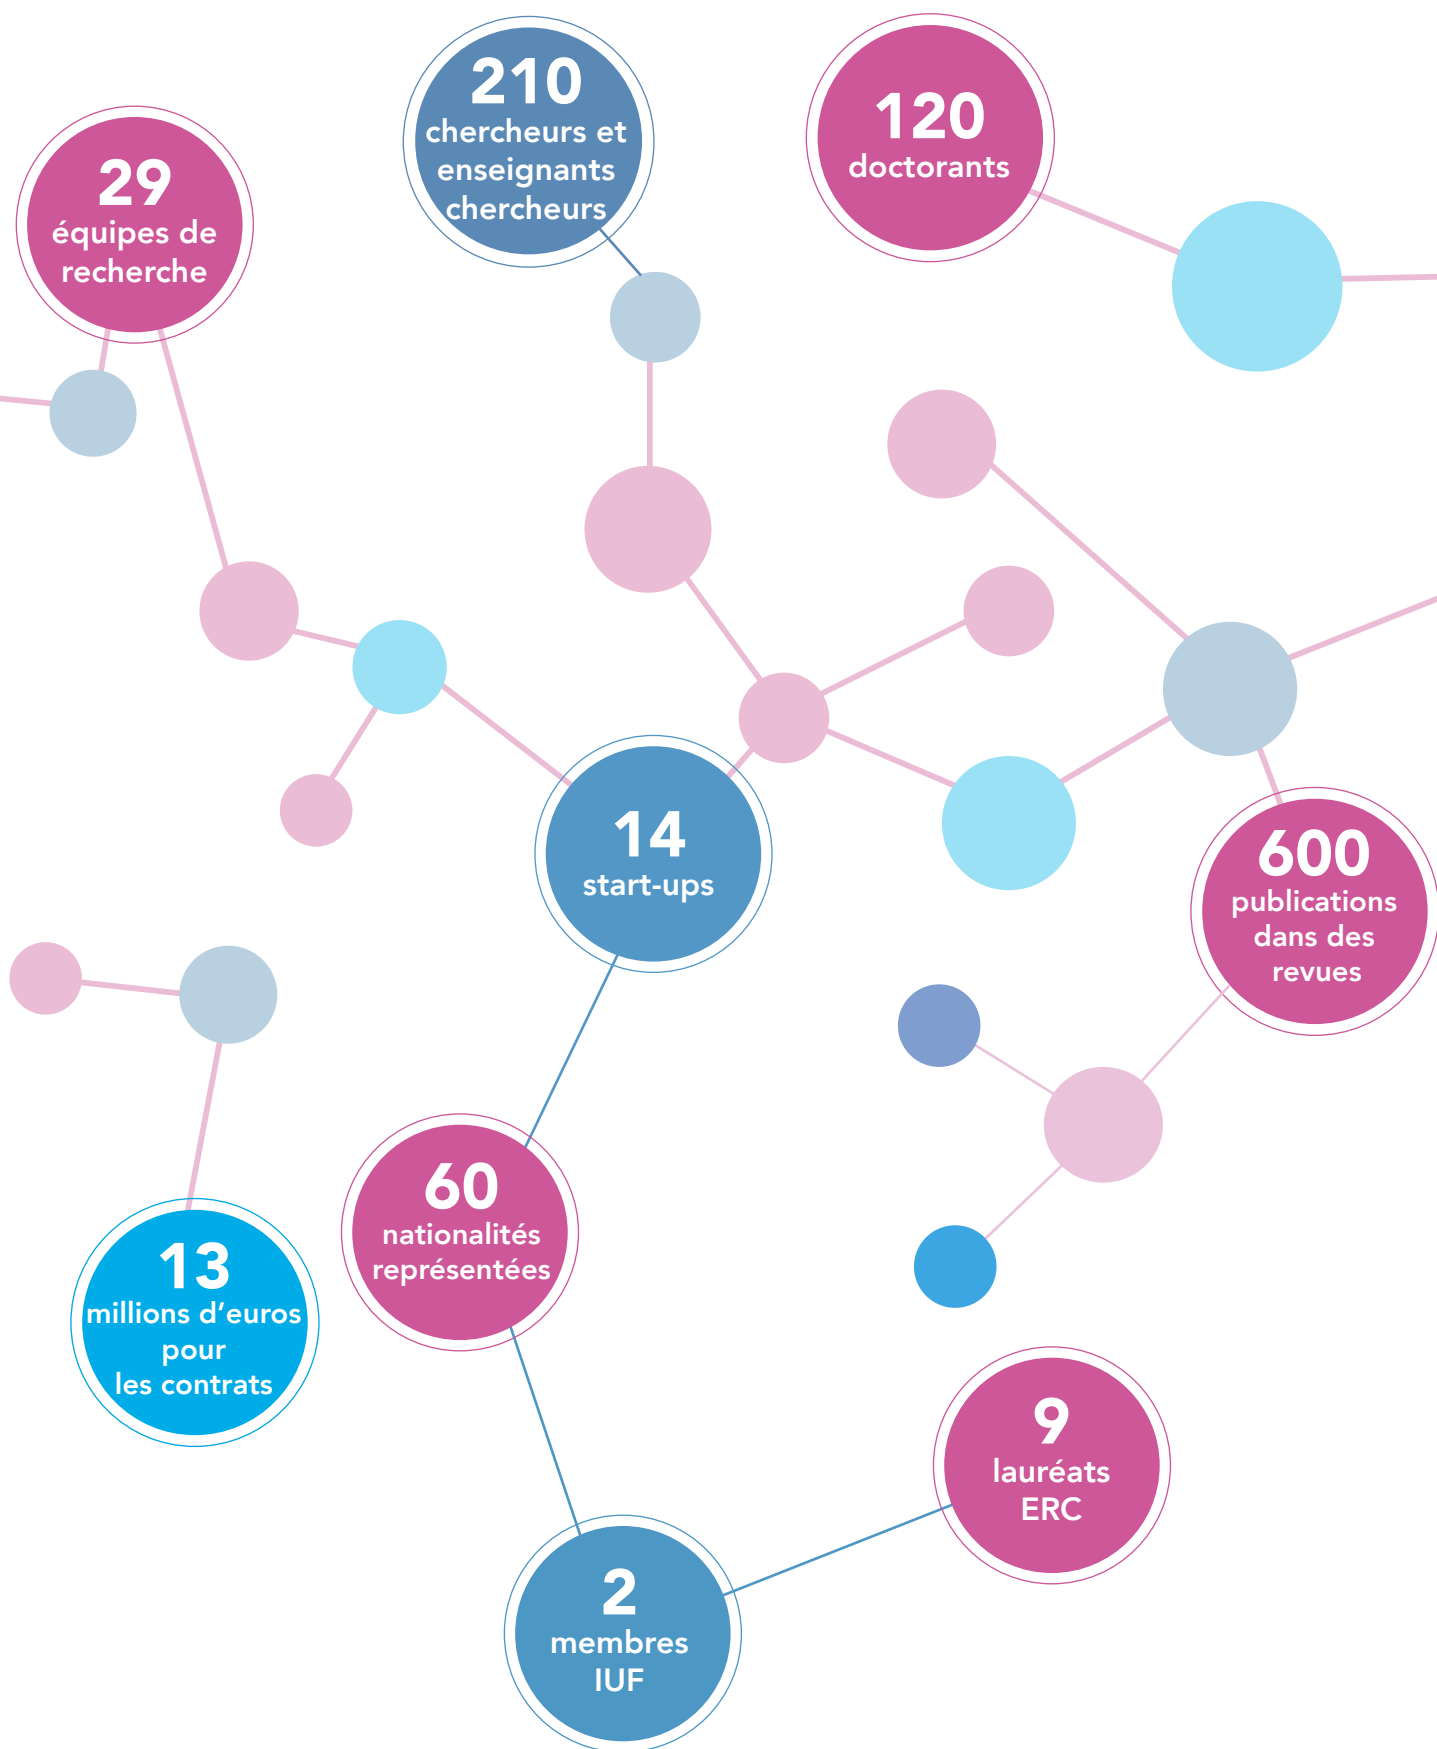 210
chercheurs et
enseignants
chercheurs
120
doctorants
29
équipes de
recherche
14
start-ups
600
publications
dans des
revues
60
nationalités
représentées
13
millions d’euros
pour
les contrats
9
lauréats
ERC
2
membres
IUF